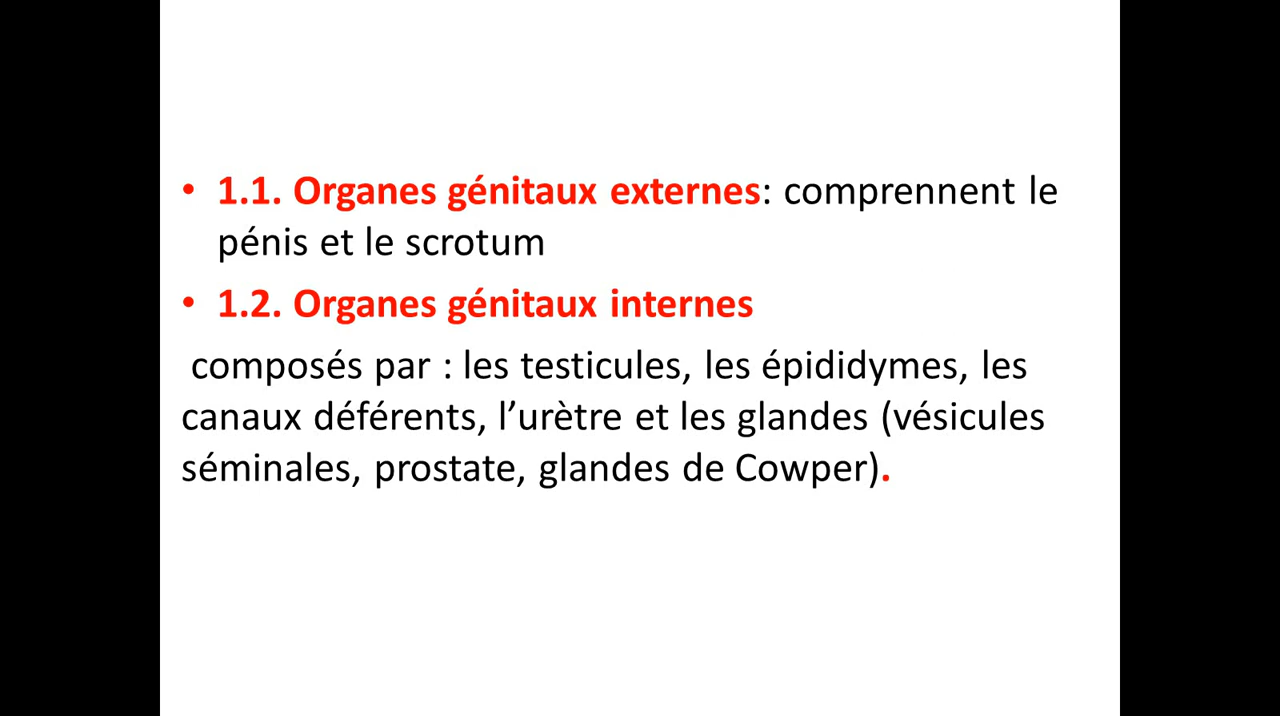 • 1.1. Organes génitaux externes: comprennent le
pénis et le scrotum
• 1.2. Organes génitaux internes
composés par : les testicules, les épididymes, les
canaux déférents, l’urètre et les glandes (vésicules
séminales, prostate, glandes de Cowper).